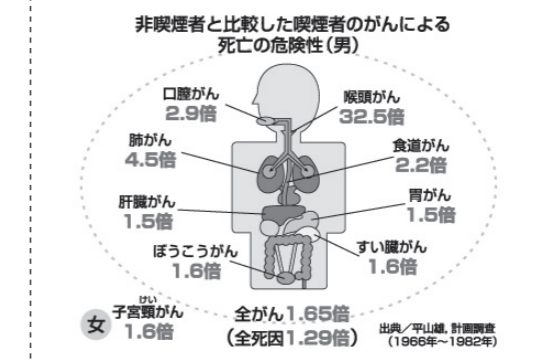 非喫煙者と比較した喫煙者のがんによる
死亡の危険性（男）
口腔がん
2.9倍
喉頭がん
32.5倍
肺がん
4.5倍
食道がん
2.2倍
肝臓がん
1.5倍
胃がん
1.5倍
ぼうこうがん
1.6倍
すい臓がん
1.6倍
女
けい
子宮頸がん
1.6倍
全がん1.65倍
（全死因1.29倍）
出典／平山雄，計画調査
（1966年～1982年）